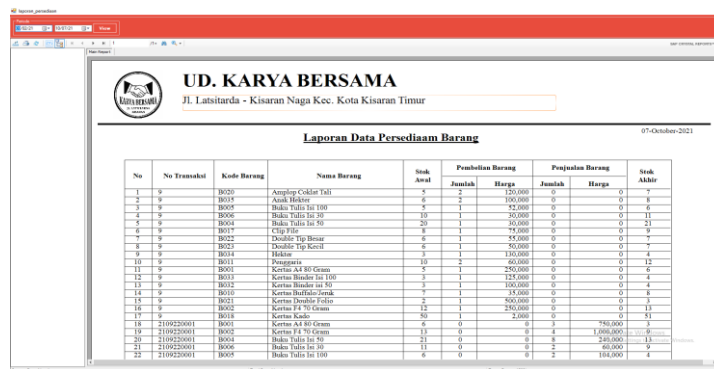 laporan_persediaan
View
Main Report
UD. KARYA BERSAMA
Jl. Latsitarda - Kisaran Naga Kec. Kota Kisaran Timur
KARYA BERSAMA
07-October-2021
Laporan Data Persediaam Barang
No No Transaksi Kode Barang Nama Barang Stok Awal Pembelian Barang Penjualan Barang Stok Akhir
Jumlah Harga Jumlah Harga
1 9 B020 Amplop Coklat Tali 5 2 120,000 0 0 7
2 9 B035 Anak Hekter 6 2 100,000 0 0 8
3 9 B005 Buku Tulis Isi 100 5 1 52,000 0 0 6
4 9 B006 Buku Tulis Isi 30 10 1 30,000 0 0 11
5 9 B004 Buku Tulis Isi 50 20 1 30,000 0 0 21
6 9 B017 Clip File 8 1 75,000 0 0 9
7 9 B022 Double Tip Besar 6 1 55,000 0 0 7
8 9 B023 Double Tip Kecil 6 1 50,000 0 0 7
9 9 B034 Hekter 3 1 130,000 0 0 4
10 9 B011 Penggaris 10 2 60,000 0 0 12
11 9 B001 Kertas A4 80 Gram 5 1 250,000 0 0 6
12 9 B033 Kertas Binder Isi 100 3 1 125,000 0 0 4
13 9 B032 Kertas Binder isi 50 3 1 100,000 0 0 4
14 9 B010 Kertas Buffalo/Jeruk 7 1 35,000 0 0 8
15 9 B021 Kertas Double Folio 2 1 500,000 0 0 3
16 9 B002 Kertas F4 70 Gram 12 1 250,000 0 0 13
17 9 B018 Kertas Kado 50 1 2,000 0 0 51
18 2109220001 B001 Kertas A4 80 Gram 6 0 0 3 750,000 3
19 2109220001 B002 Kertas F4 70 Gram 13 0 0 4 1,000,000
20 2109220001 B004 Buku Tulis Isi 50 21 0 0 8 240,000 13
21 2109220001 B006 Buku Tulis Isi 30 11 0 0 2 60,000 9
22 2109220001 B005 Buku Tulis Isi 100 6 0 0 2 104,000 4